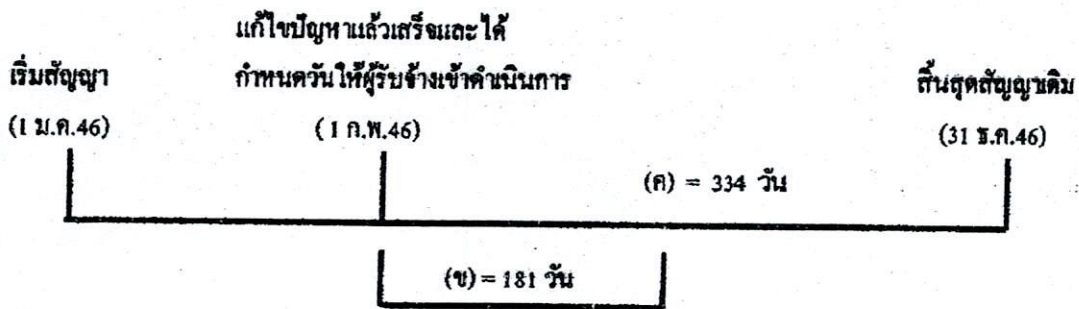 แก้ไขปัญหาแล้วเสร็จและได้
เริ่มสัญญา กำหนดวันให้ผู้รับจ้างเข้าดำเนินการ สิ้นสุดสัญญาเดิม
(1 ม.ค.46) (1 ก.พ.46) (31 ธ.ค.46)
(ค) = 334 วัน
(ข) = 181 วัน